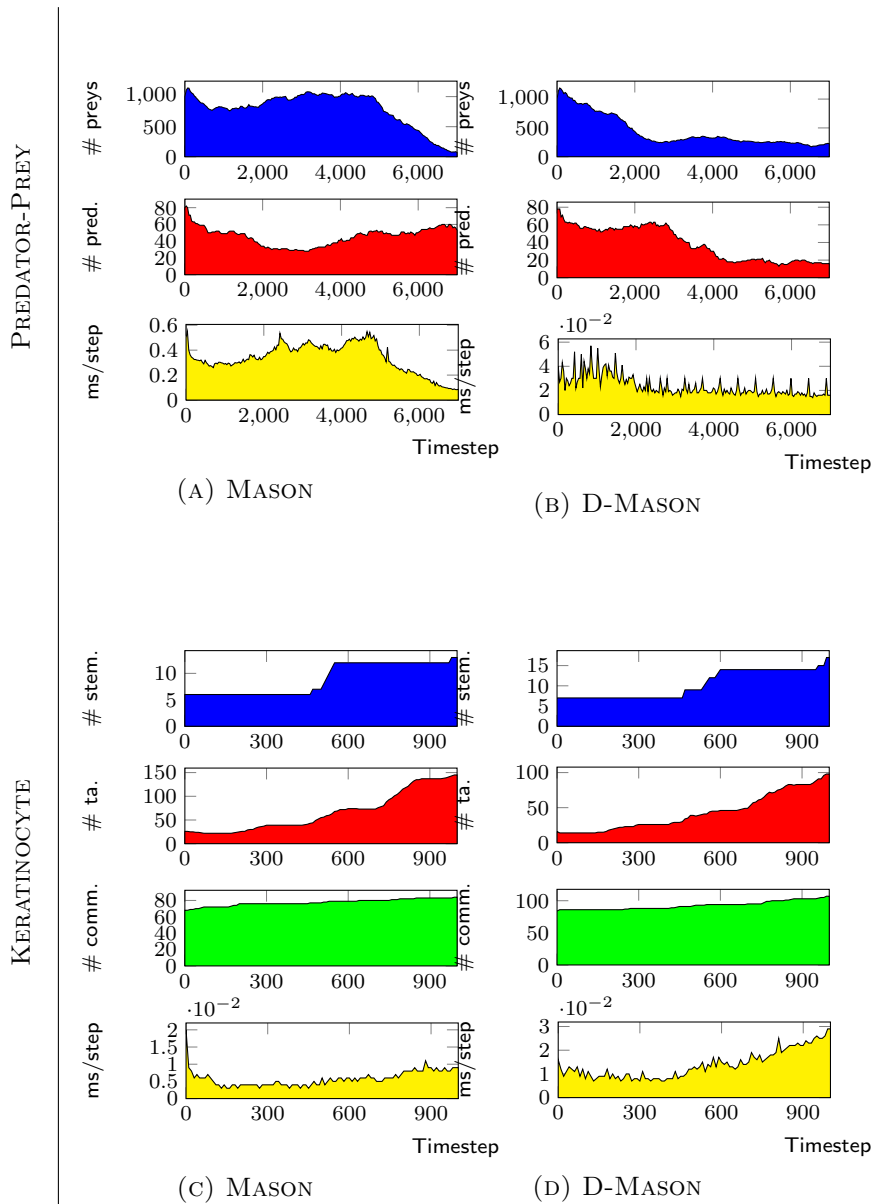 PREDATOR-PREY
1,000
500
0
# preys
2,000 4,000 6,000
80
60
40
20
0
# pred.
2,000 4,000 6,000
0.6
0.4
0.2
0
ms/step
0 2,000 4,000 6,000
Timestep
(A) MASON
1,000
500
0
# preys
0 2,000 4,000 6,000
80
60
40
20
0
# pred.
0 2,000 4,000 6,000
·10−2
6
4
2
0
ms/step
0 2,000 4,000 6,000
Timestep
(B) D-MASON
KERATINOCYTE
10
5
0
# stem.
0 300 600 900
150
100
50
0
# ta.
0 300 600 900
80
60
40
20
0
# comm.
0 300 600 900
·10−2
2
1.5
1
0.5
0
ms/step
0 300 600 900
Timestep
(C) MASON
15
10
5
0
# stem.
0 300 600 900
100
50
0
# ta.
0 300 600 900
100
50
0
# comm.
0 300 600 900
·10−2
3
2
1
0
ms/step
0 300 600 900
Timestep
(D) D-MASON